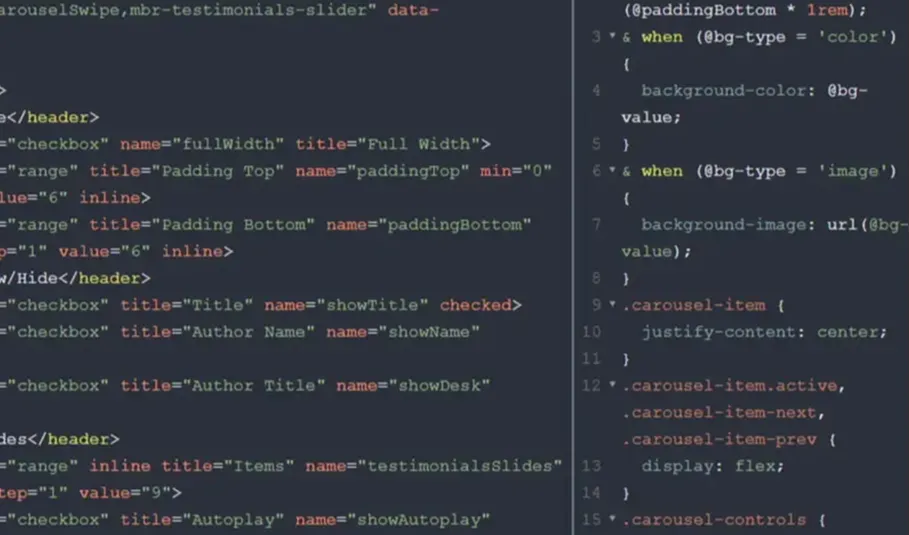 arouselSwipe,mbr-testimonials-slider" data-
>
e</header>
="checkbox" name="fullWidth" title="Full Width">
="range" title="Padding Top" name="paddingTop" min="0"
lue="6" inline>
="range" title="Padding Bottom" name="paddingBottom"
p="1" value="6" inline>
w/Hide</header>
="checkbox" title="Title" name="showTitle" checked>
="checkbox" title="Author Name" name="showName"
="checkbox" title="Author Title" name="showDesk"
des</header>
="range" inline title="Items" name="testimonialsSlides"
tep="1" value="9">
="checkbox" title="Autoplay" name="showAutoplay"
(@paddingBottom * 1rem);
3 & when (@bg-type = 'color')
{
4 background-color: @bg-
value;
5 }
6 & when (@bg-type = 'image')
{
7 background-image: url(@bg-
value);
8 }
9 .carousel-item {
10 justify-content: center;
11 }
12 .carousel-item.active,
.carousel-item-next,
.carousel-item-prev {
13 display: flex;
14 }
15 .carousel-controls {